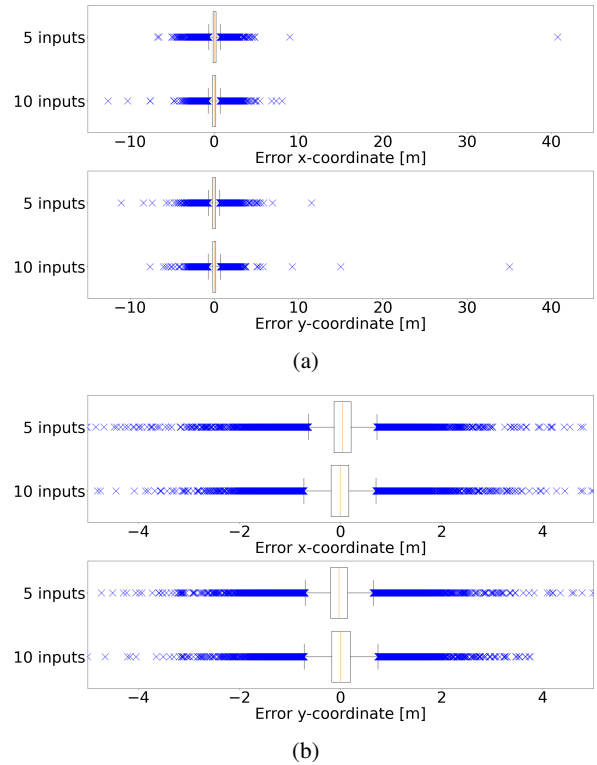 5 inputs
10 inputs
−10 0 10 20 30 40
Error x-coordinate [m]
5 inputs
10 inputs
−10 0 10 20 30 40
Error y-coordinate [m]
(a)
5 inputs
10 inputs
−4 −2 0 2 4
Error x-coordinate [m]
5 inputs
10 inputs
−4 −2 0 2 4
Error y-coordinate [m]
(b)